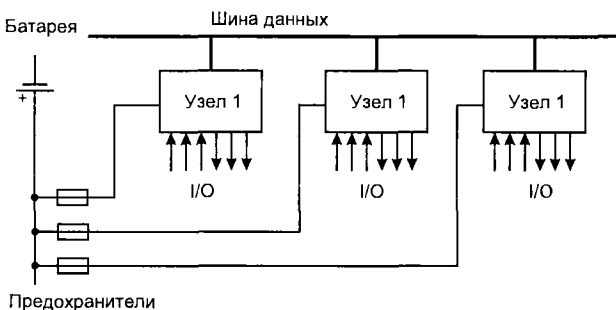 Шина данных
Батарея
+
Узел 1
Узел 1
Узел 1
I/O
I/O
I/O
Предохранители